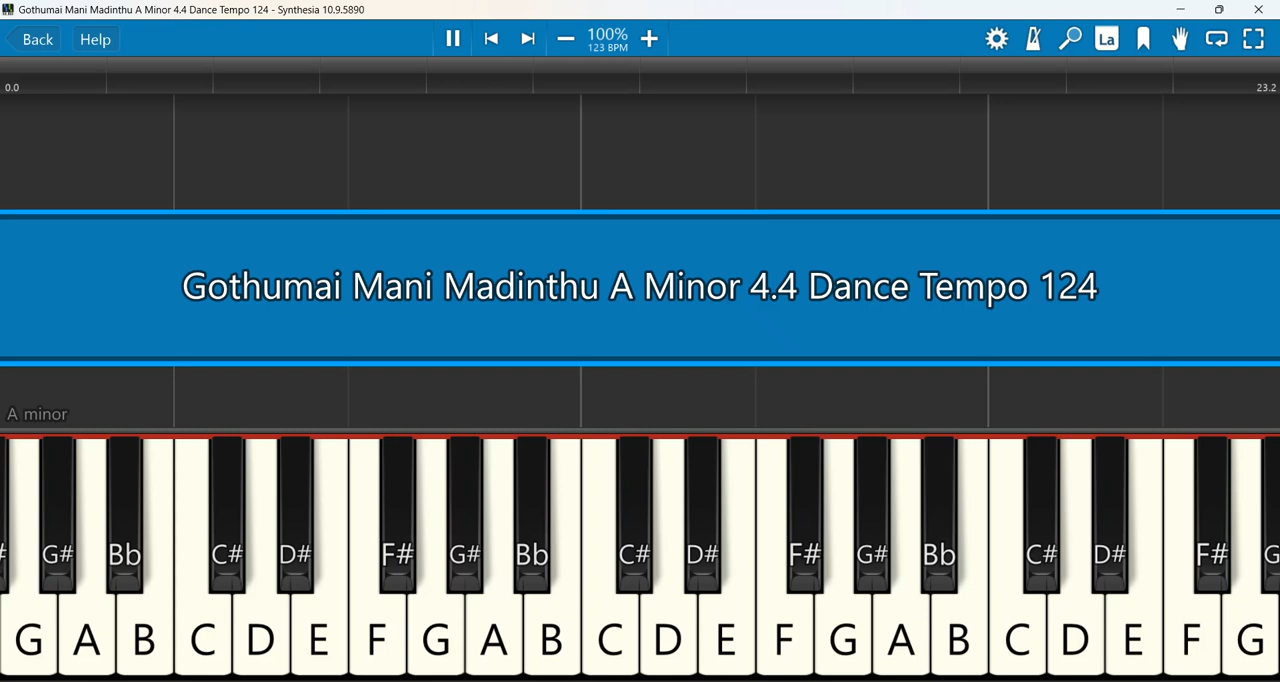 Gothumai Mani Madinthu A Minor 4.4 Dance Tempo 124 - Synthesia 10.9.5890
Back Help 100% La
123 BPM
0.0 23.2
Gothumai Mani Madinthu A Minor 4.4 Dance Tempo 124
A minor
# G# Bb C# D# F# G# Bb C# D# F# G# Bb C# D# F# G
G A B C D E F G A B C D E F G A B C D E F G